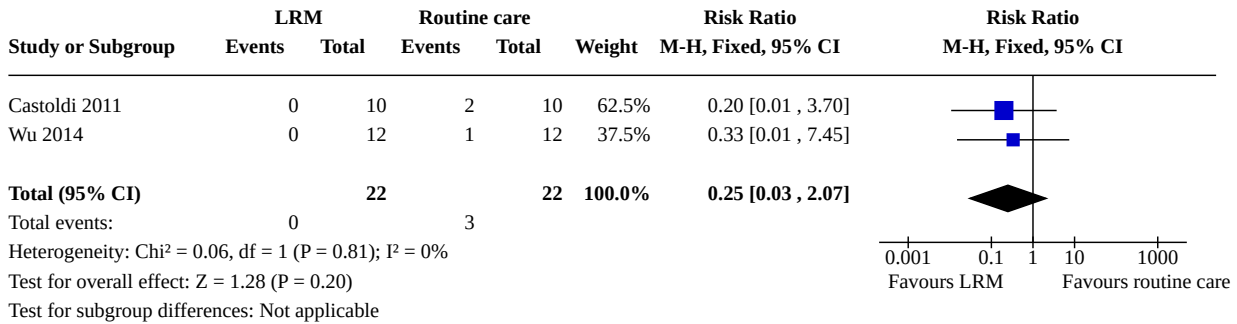 LRM Routine care Risk Ratio Risk Ratio
Study or Subgroup Events Total Events Total Weight M-H, Fixed, 95% CI M-H, Fixed, 95% CI
Castoldi 2011 0 10 2 10 62.5% 0.20 [0.01 , 3.70]
Wu 2014 0 12 1 12 37.5% 0.33 [0.01 , 7.45]
Total (95% CI) 22 22 100.0% 0.25 [0.03 , 2.07]
Total events: 0 3
Heterogeneity: Chi² = 0.06, df = 1 (P = 0.81); I² = 0%
0.001 0.1 1 10 1000
Test for overall effect: Z = 1.28 (P = 0.20) Favours LRM Favours routine care
Test for subgroup differences: Not applicable